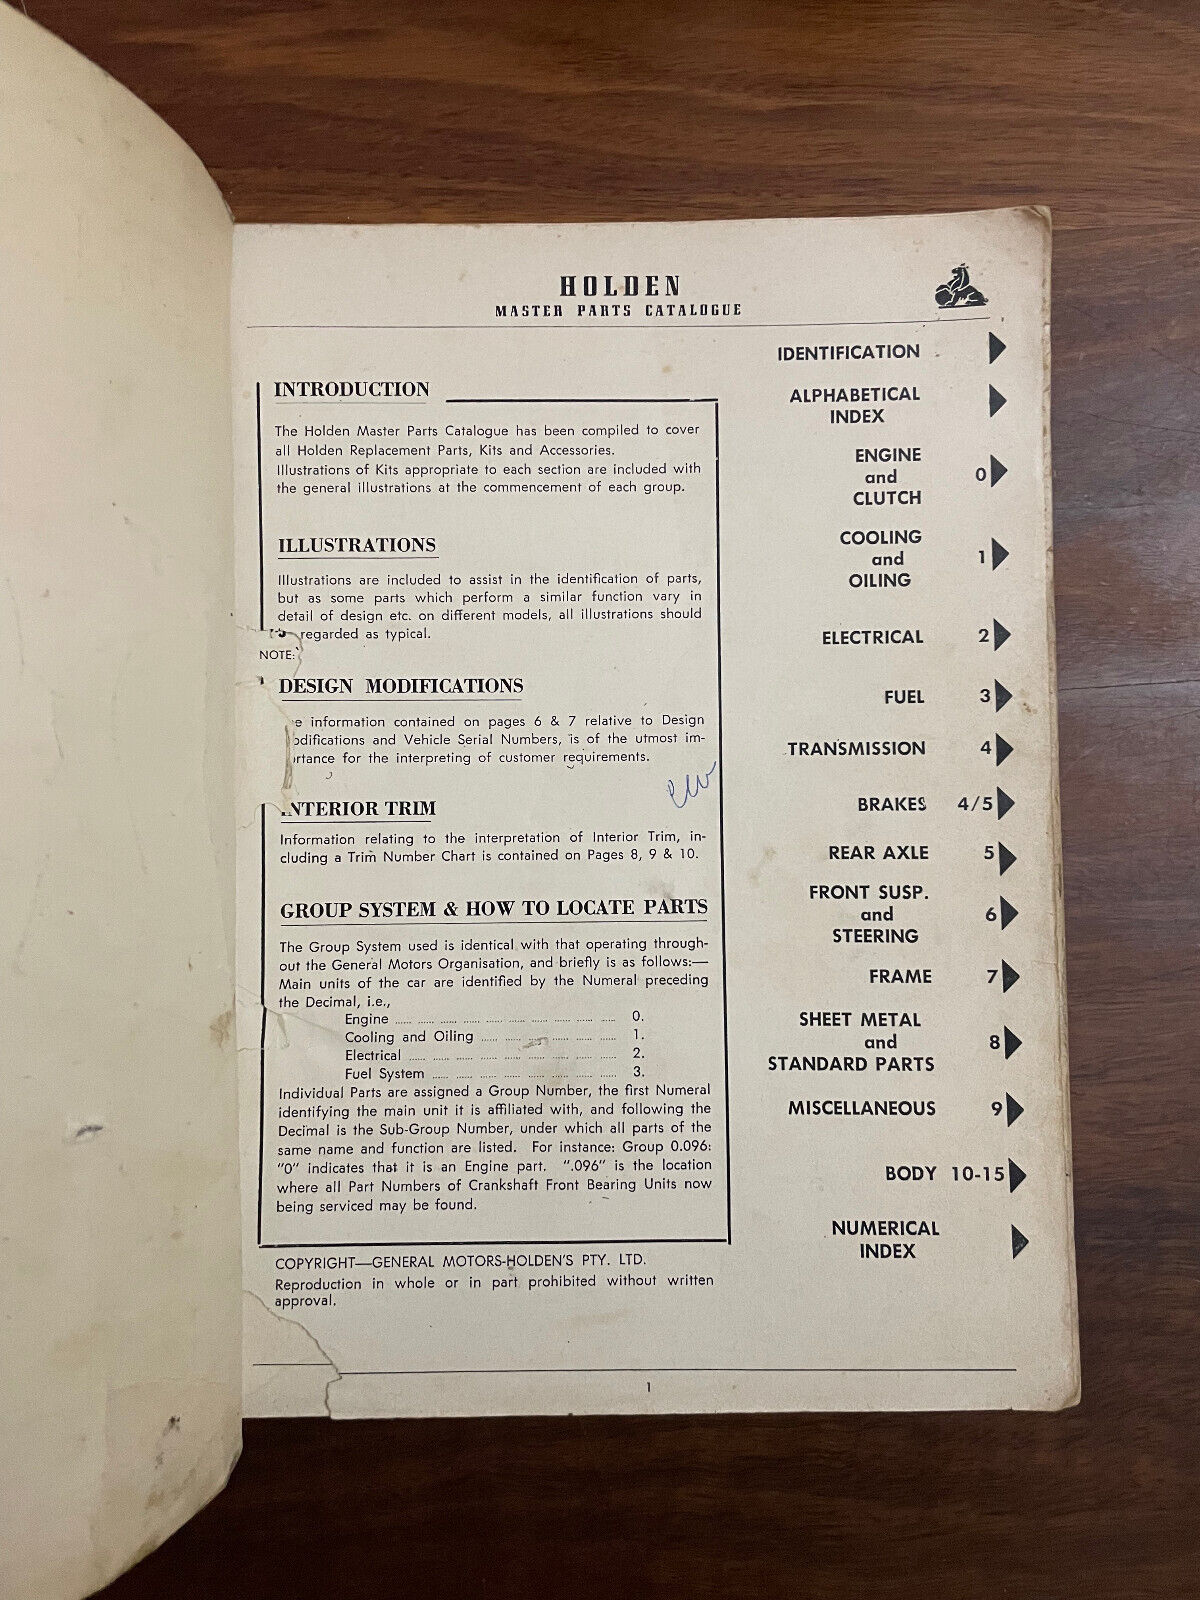 HOLDEN
MASTER PARTS CATALOGUE
INTRODUCTION
The Holden Master Parts Catalogue has been compiled to cover
all Holden Replacement Parts, Kits and Accessories.
Illustrations of Kits appropriate to each section are included with
the general illustrations at the commencement of each group.
ILLUSTRATIONS
Illustrations are included to assist in the identification of parts,
but as some parts which perform a similar function vary in
detail of design etc. on different models, all illustrations should
regarded as typical.
NOTE:
DESIGN MODIFICATIONS
e information contained on pages 6 & 7 relative to Design
odifications and Vehicle Serial Numbers, is of the utmost im-
ortance for the interpreting of customer requirements.
INTERIOR TRIM
Information relating to the interpretation of Interior Trim, in-
cluding a Trim Number Chart is contained on Pages 8, 9 & 10.
GROUP SYSTEM & HOW TO LOCATE PARTS
The Group System used is identical with that operating through-
out the General Motors Organisation, and briefly is as follows:—
Main units of the car are identified by the Numeral preceding
the Decimal, i.e.,
Engine ........ 0.
Cooling and Oiling ........ 1.
Electrical ........ 2.
Fuel System ........ 3.
Individual Parts are assigned a Group Number, the first Numeral
identifying the main unit it is affiliated with, and following the
Decimal is the Sub-Group Number, under which all parts of the
same name and function are listed. For instance: Group 0.096:
"0" indicates that it is an Engine part. ".096" is the location
where all Part Numbers of Crankshaft Front Bearing Units now
being serviced may be found.
COPYRIGHT—GENERAL MOTORS-HOLDEN'S PTY. LTD.
Reproduction in whole or in part prohibited without written
approval.
IDENTIFICATION
ALPHABETICAL
INDEX
ENGINE
and 0
CLUTCH
COOLING
and 1
OILING
ELECTRICAL 2
FUEL 3
TRANSMISSION 4
BRAKES 4/5
REAR AXLE 5
FRONT SUSP.
and 6
STEERING
FRAME 7
SHEET METAL
and 8
STANDARD PARTS
MISCELLANEOUS 9
BODY 10-15
NUMERICAL
INDEX
1